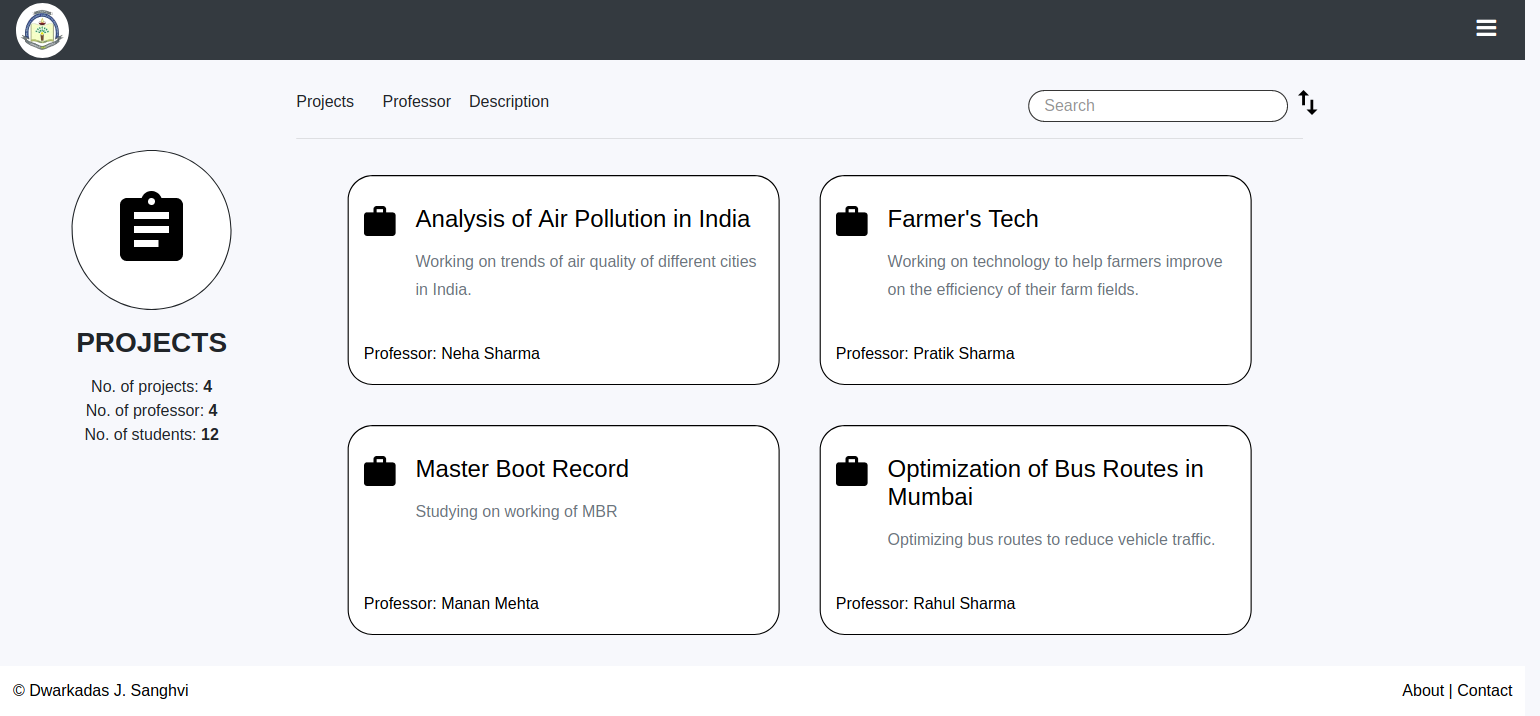 Projects Professor Description Search
PROJECTS
No. of projects: 4
No. of professor: 4
No. of students: 12
Analysis of Air Pollution in India
Working on trends of air quality of different cities
in India.
Professor: Neha Sharma
Farmer's Tech
Working on technology to help farmers improve
on the efficiency of their farm fields.
Professor: Pratik Sharma
Master Boot Record
Studying on working of MBR
Professor: Manan Mehta
Optimization of Bus Routes in
Mumbai
Optimizing bus routes to reduce vehicle traffic.
Professor: Rahul Sharma
© Dwarkadas J. Sanghvi
About | Contact